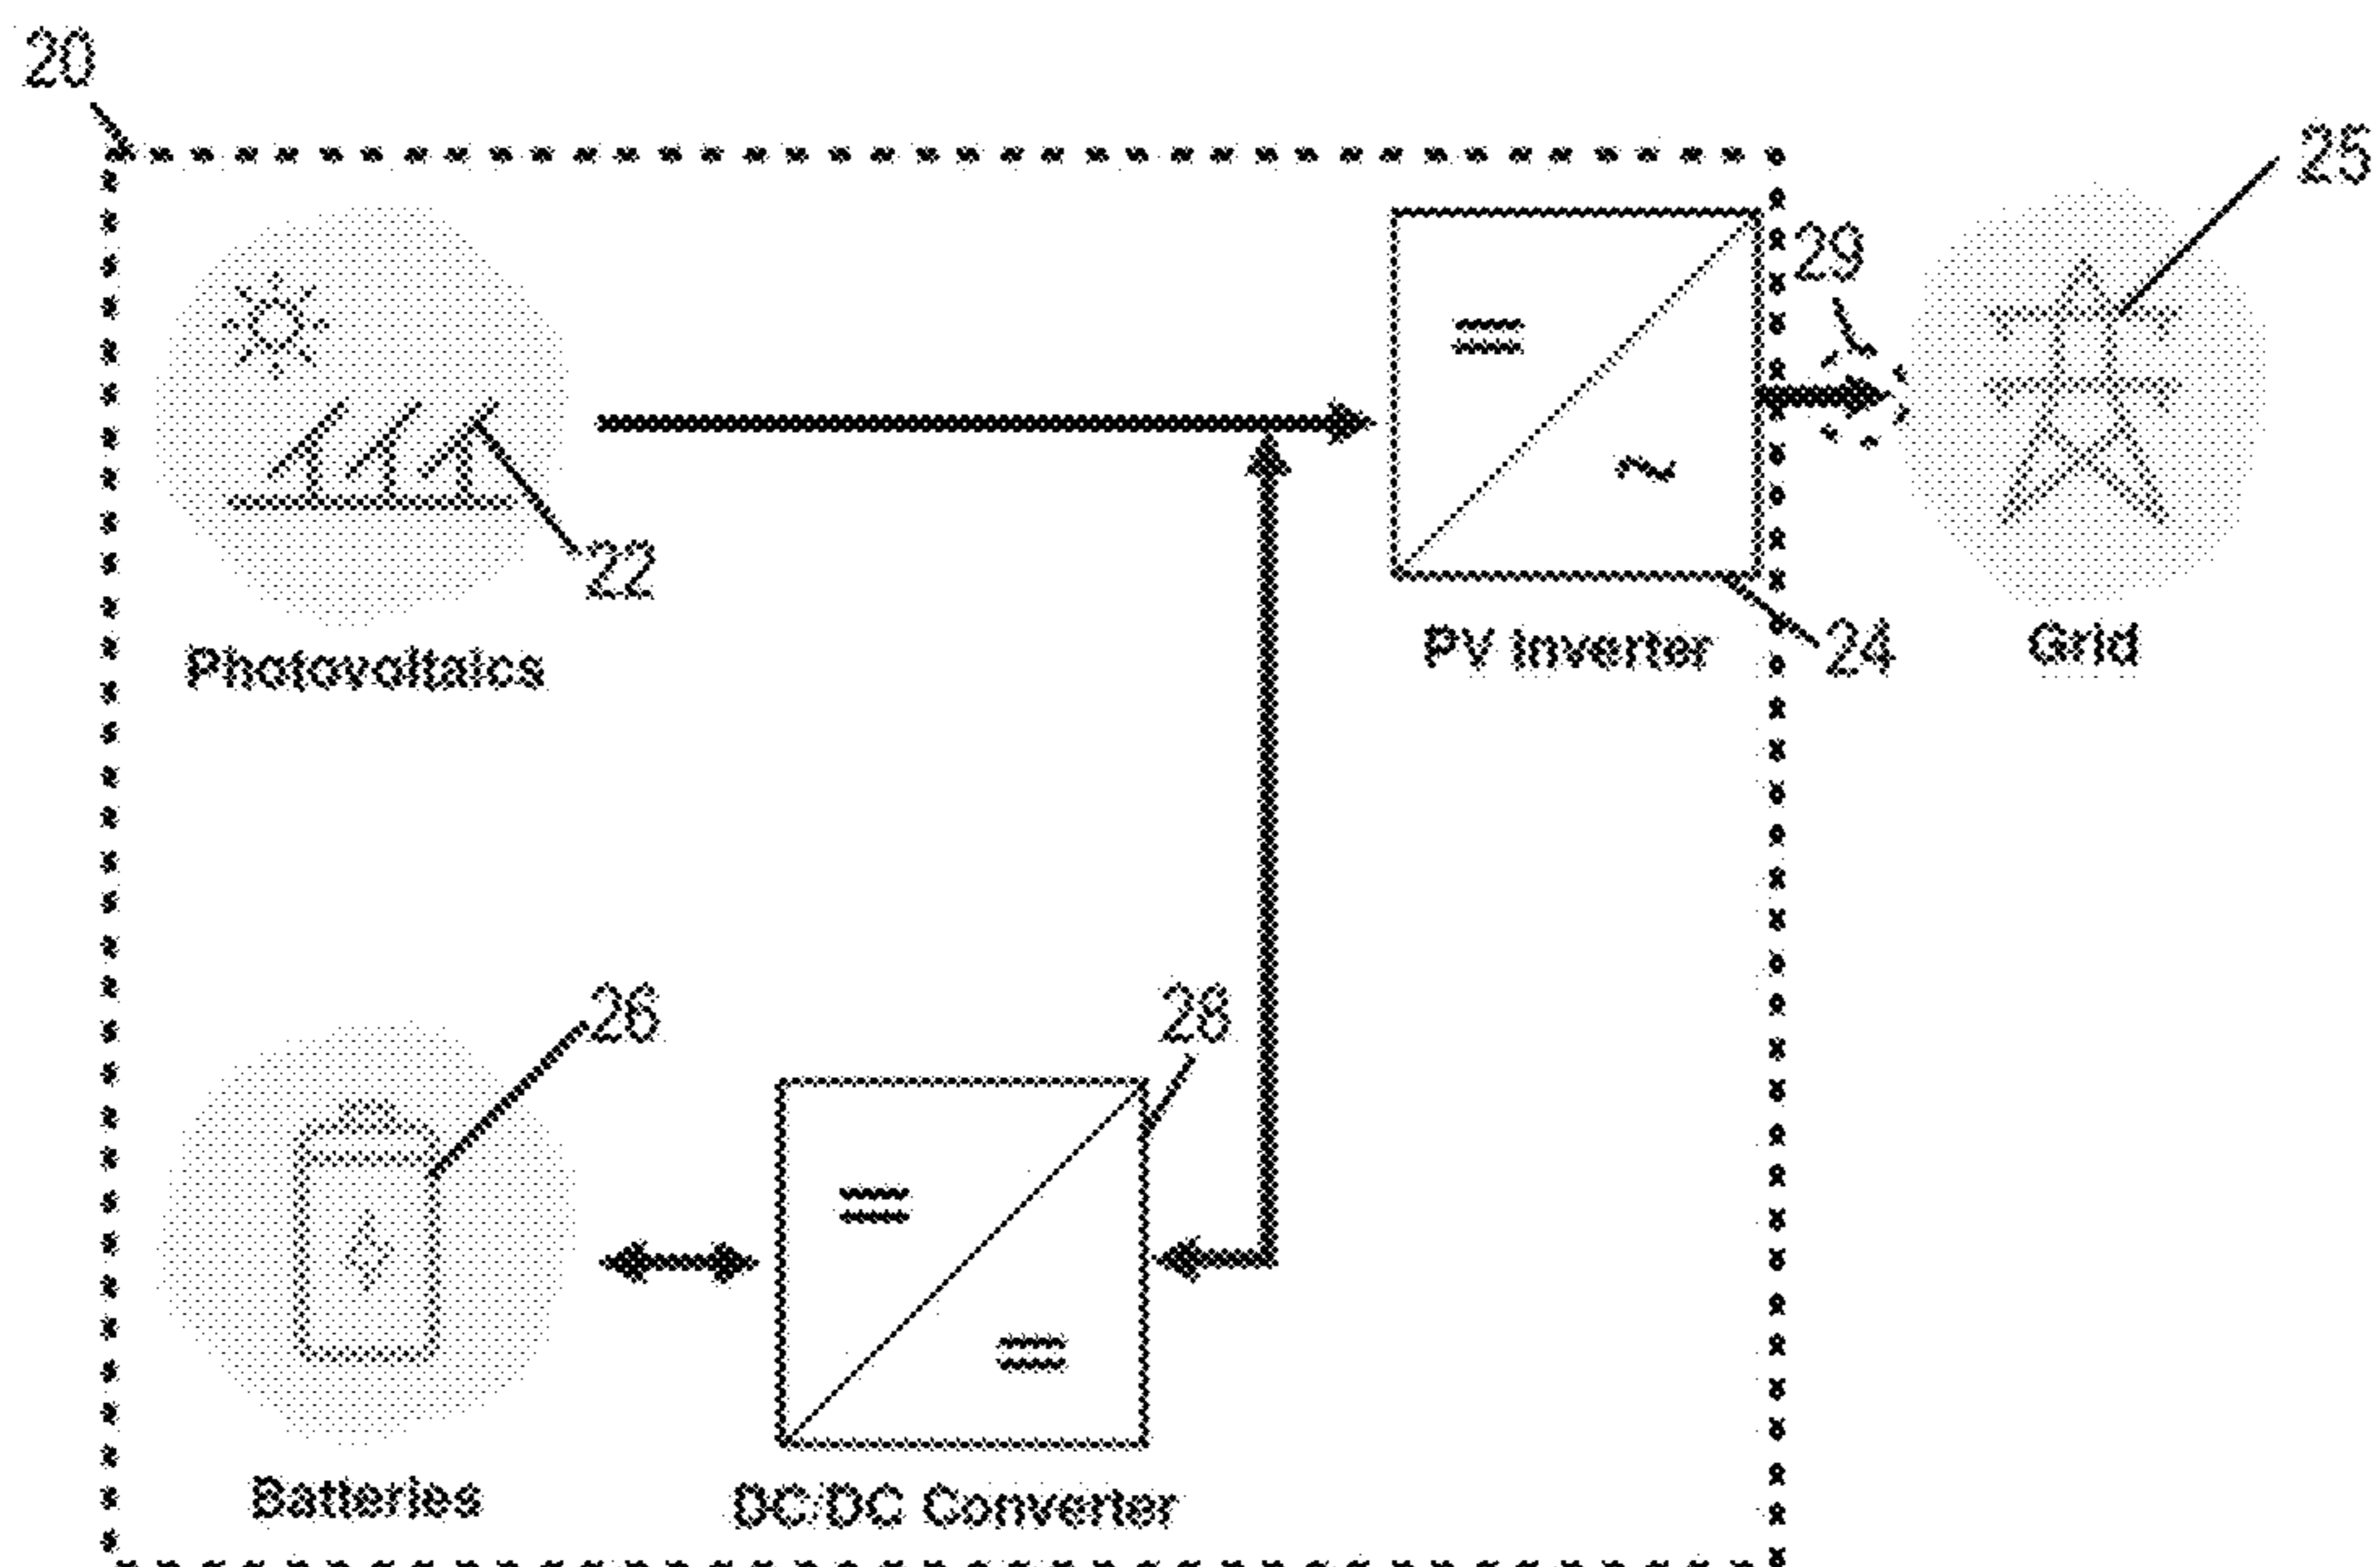 20
25
29
22
Photovoltaics
PV Inverter
24
Grid
26
28
Batteries
DC/DC Converter